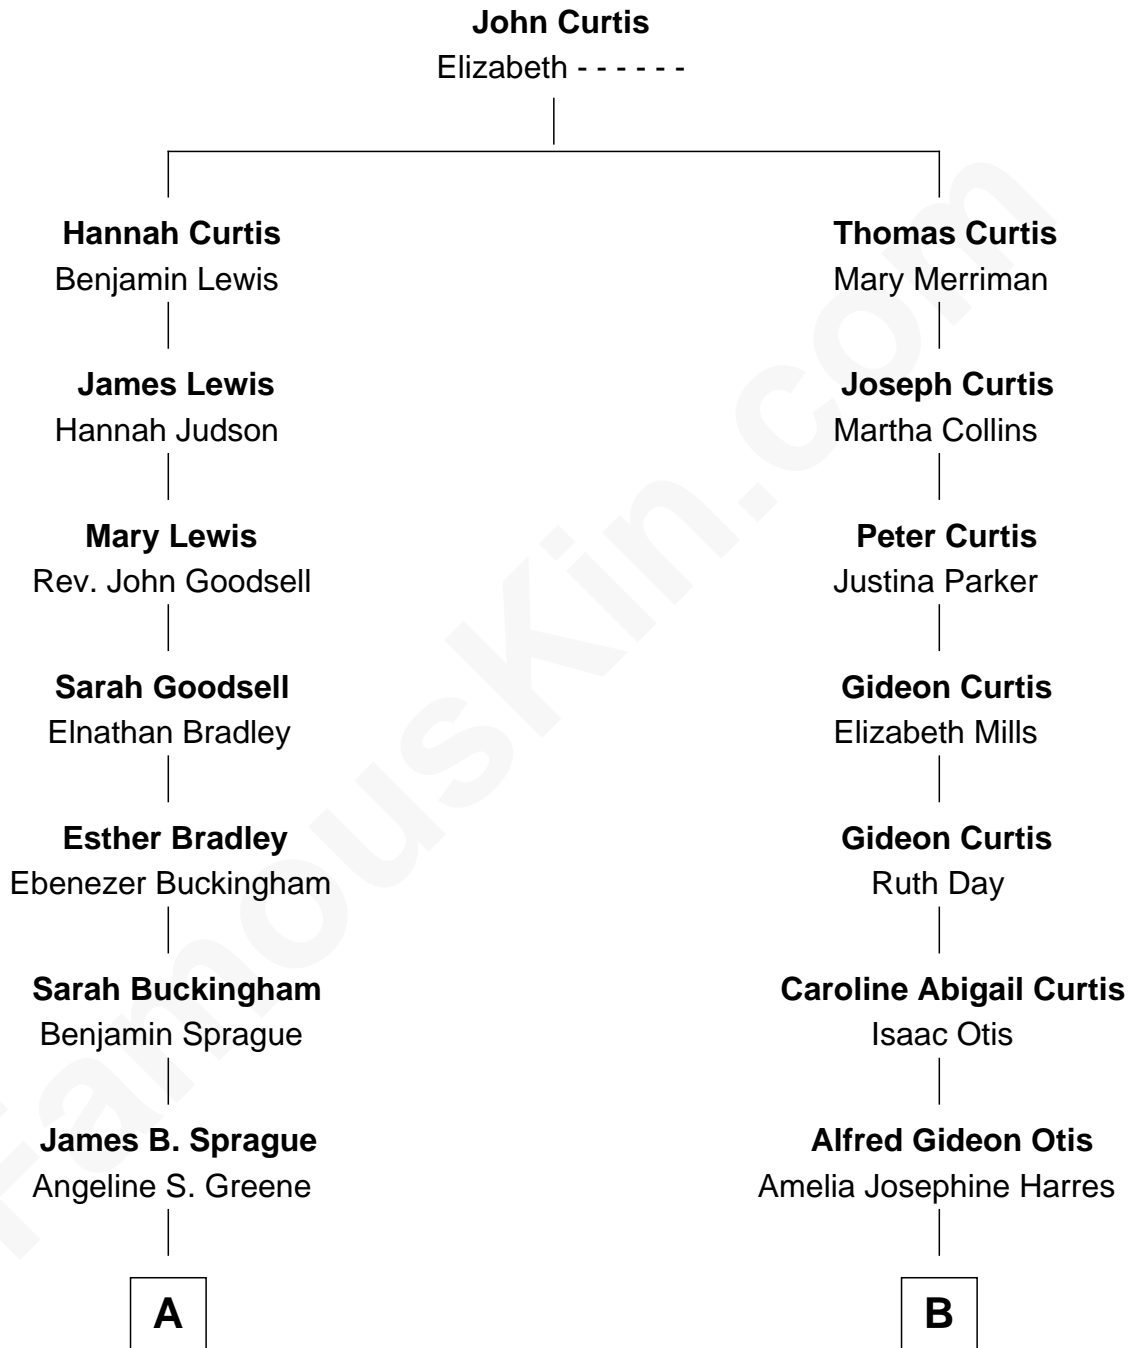 John Curtis
Elizabeth - - - - - -
Hannah Curtis
Benjamin Lewis
James Lewis
Hannah Judson
Mary Lewis
Rev. John Goodsell
Sarah Goodsell
Elnathan Bradley
Esther Bradley
Ebenezer Buckingham
Sarah Buckingham
Benjamin Sprague
James B. Sprague
Angeline S. Greene
A
Thomas Curtis
Mary Merriman
Joseph Curtis
Martha Collins
Peter Curtis
Justina Parker
Gideon Curtis
Elizabeth Mills
Gideon Curtis
Ruth Day
Caroline Abigail Curtis
Isaac Otis
Alfred Gideon Otis
Amelia Josephine Harres
B
FamousKin.com